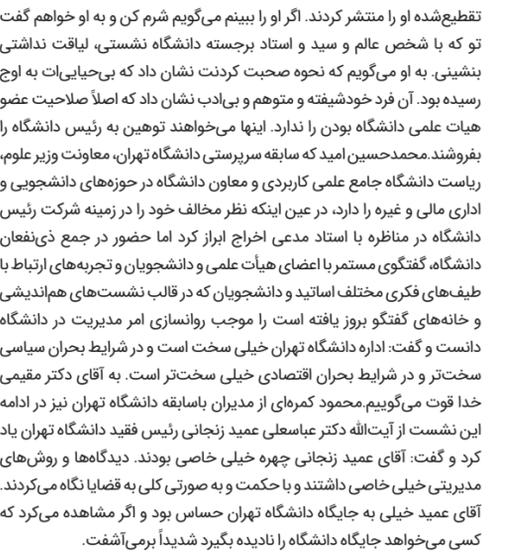 تقطیع‌شده او را منتشر کردند. اگر او را ببینم می‌گویم شرم کن و به او خواهم گفت
تو که با شخص عالم و سید و استاد برجسته دانشگاه نشستی، لیاقت نداشتی
بنشینی. به او می‌گویم که نحوه صحبت کردنت نشان داد که بی‌حیایی‌ات به اوج
رسیده بود. آن فرد خودشیفته و متوهم و بی‌ادب نشان داد که اصلاً صلاحیت عضو
هیات علمی دانشگاه بودن را ندارد. اینها می‌خواهند توهین به رئیس دانشگاه را
بفروشند.محمدحسین امید که سابقه سرپرستی دانشگاه تهران، معاونت وزیر علوم،
ریاست دانشگاه جامع علمی کاربردی و معاون دانشگاه در حوزه‌های دانشجویی و
اداری مالی و غیره را دارد، در عین اینکه نظر مخالف خود را در زمینه شرکت رئیس
دانشگاه در مناظره با استاد مدعی اخراج ابراز کرد اما حضور در جمع ذی‌نفعان
دانشگاه، گفتگوی مستمر با اعضای هیأت علمی و دانشجویان و تجربه‌های ارتباط با
طیف‌های فکری مختلف اساتید و دانشجویان که در قالب نشست‌های هم‌اندیشی
و خانه‌های گفتگو بروز یافته است را موجب روانسازی امر مدیریت در دانشگاه
دانست و گفت: اداره دانشگاه تهران خیلی سخت است و در شرایط بحران سیاسی
سخت‌تر و در شرایط بحران اقتصادی خیلی سخت‌تر است. به آقای دکتر مقیمی
خدا قوت می‌گوییم.محمود کمره‌ای از مدیران باسابقه دانشگاه تهران نیز در ادامه
این نشست از آیت‌الله دکتر عباسعلی عمید زنجانی رئیس فقید دانشگاه تهران یاد
کرد و گفت: آقای عمید زنجانی چهره خیلی خاصی بودند. دیدگاه‌ها و روش‌های
مدیریتی خیلی خاصی داشتند و با حکمت و به صورتی کلی به قضایا نگاه می‌کردند.
آقای عمید خیلی به جایگاه دانشگاه تهران حساس بود و اگر مشاهده می‌کرد که
کسی می‌خواهد جایگاه دانشگاه را نادیده بگیرد شدیداً برمی‌آشفت.